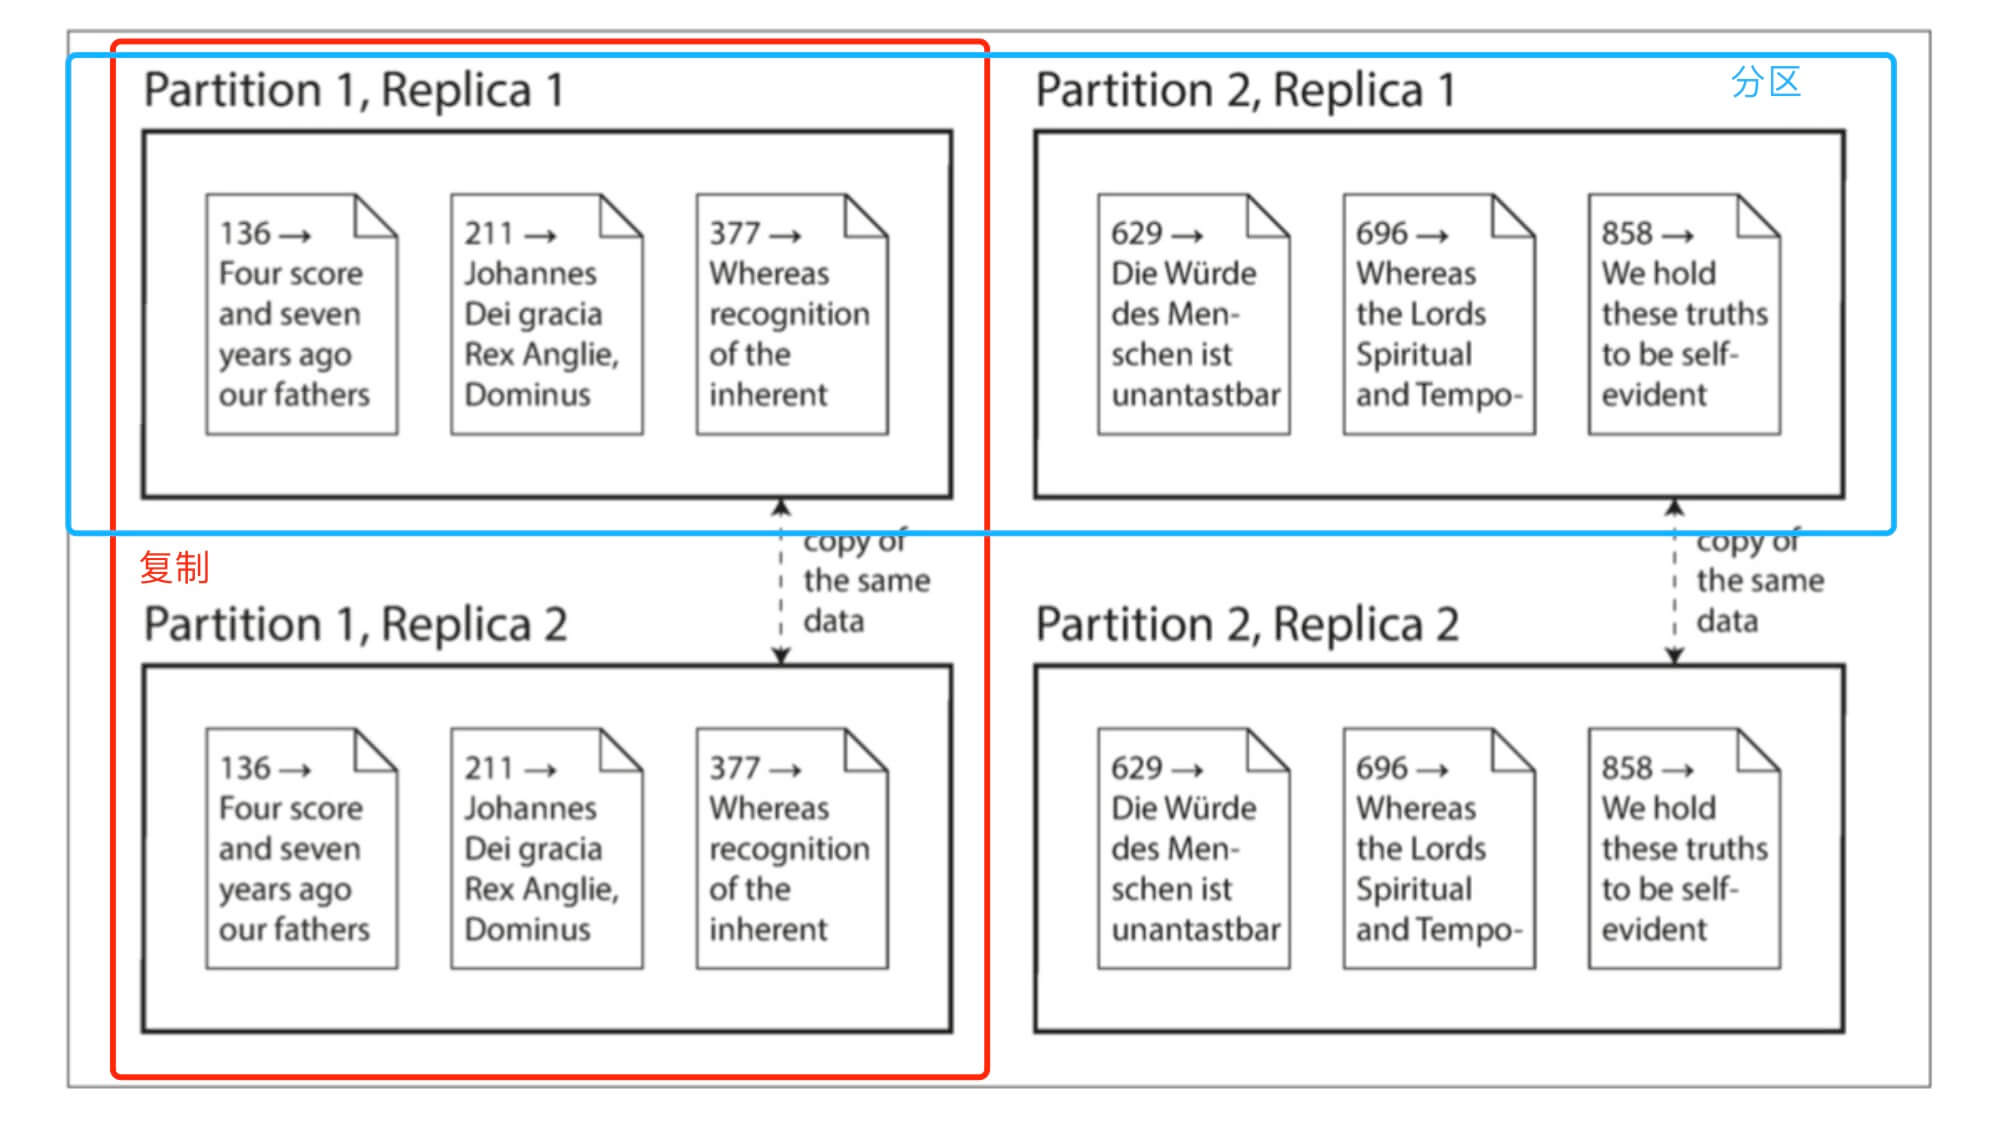 Partition 1, Replica 1
136→
Four score
and seven
years ago
our fathers
211→
Johannes
Dei gracia
Rex Anglie,
Dominus
377→
Whereas
recognition
of the
inherent
Partition 2, Replica 1
分区
629→
Die Würde
des Men-
schen ist
unantastbar
696→
Whereas
the Lords
Spiritual
and Tempo-
858→
We hold
these truths
to be self-
evident
复制
copy of
the same
data
copy of
the same
data
Partition 1, Replica 2
136→
Four score
and seven
years ago
our fathers
211→
Johannes
Dei gracia
Rex Anglie,
Dominus
377→
Whereas
recognition
of the
inherent
Partition 2, Replica 2
629→
Die Würde
des Men-
schen ist
unantastbar
696→
Whereas
the Lords
Spiritual
and Tempo-
858→
We hold
these truths
to be self-
evident